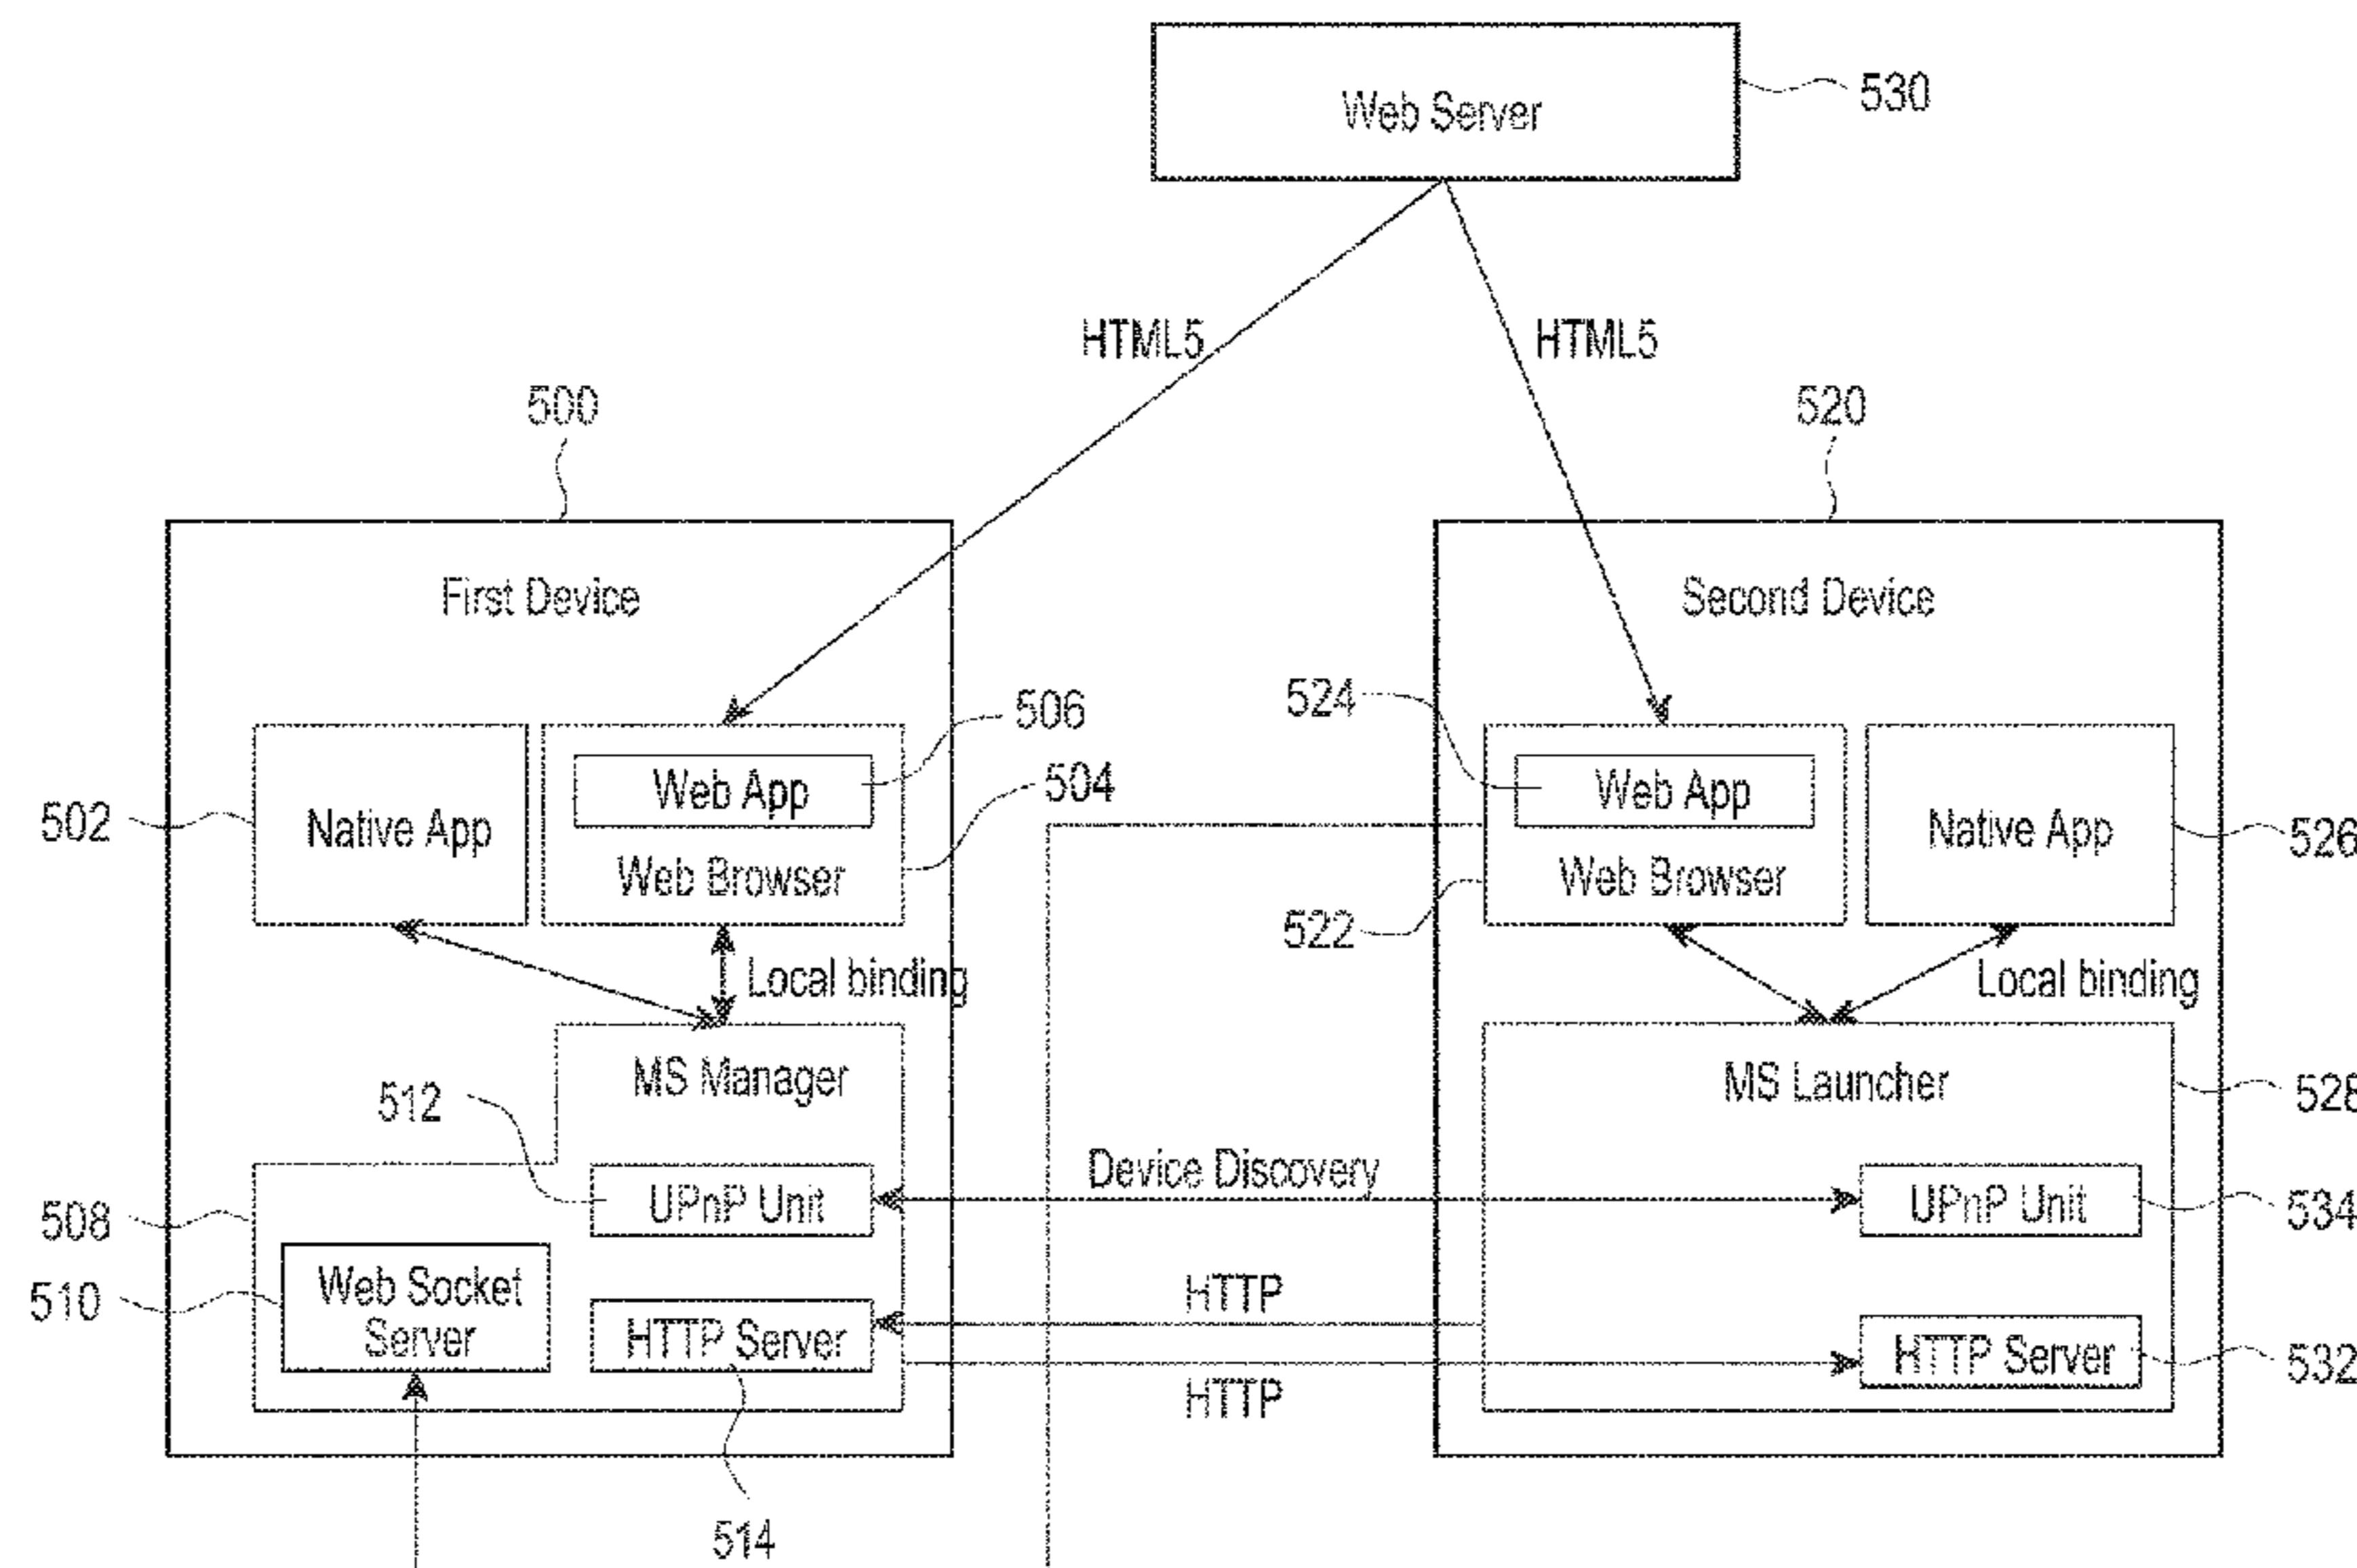 Web Server
530
HTML5
HTML5
500
520
First Device
Second Device
506
524
Web App
504
Web App
502
Native App
Native App
526
Web Browser
Web Browser
522
Local binding
Local binding
MS Manager
MS Launcher
512
528
Device Discovery
508
UPnP Unit
UPnP Unit
534
510
Web Socket
Server
HTTP
HTTP Server
HTTP Server
532
HTTP
514